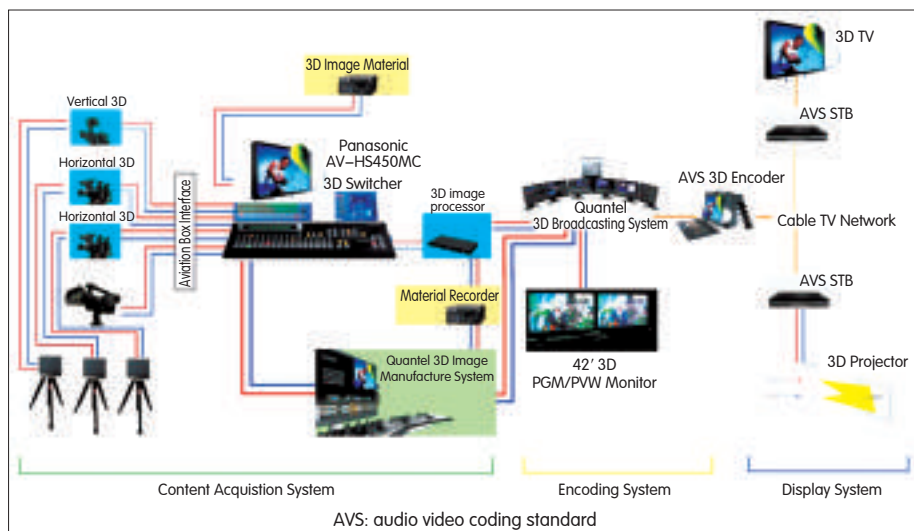 3D Image Material
Vertical 3D
Horizontal 3D
Horizontal 3D
Aviation Box Interface
Panasonic
AV-HS450MC
3D Switcher
3D image
processor
Material Recorder
Quantel 3D Image
Manufacture System
Quantel
3D Broadcasting System
42' 3D
PGM/PVW Monitor
AVS 3D Encoder
3D TV
AVS STB
Cable TV Network
AVS STB
3D Projector
Content Acquistion System
Encoding System
Display System
AVS: audio video coding standard